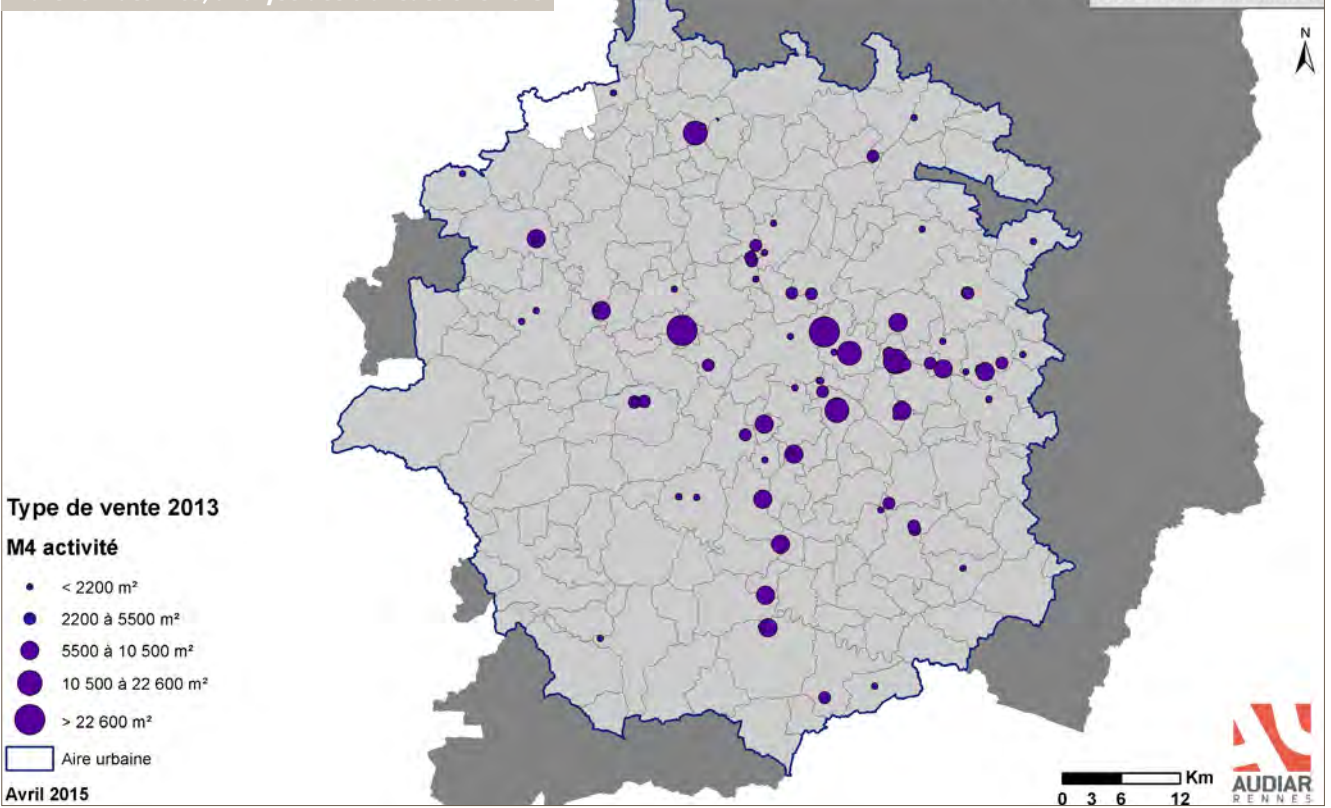 N
Type de vente 2013
M4 activité
< 2200 m²
2200 à 5500 m²
5500 à 10 500 m²
10 500 à 22 600 m²
> 22 600 m²
Aire urbaine
Avril 2015
Km
0 3 6 12
AUDIAR
RENNES